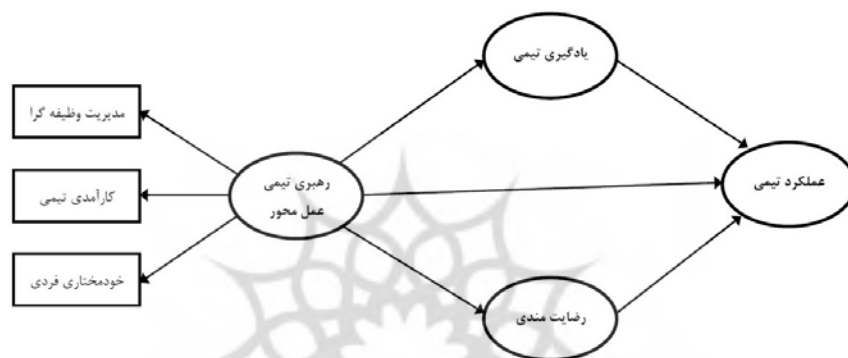 یادگیری تیمی
مدیریت وظیفه گرا
کارآمدی تیمی
خودمختاری فردی
رهبری تیمی
عمل محور
عملکرد تیمی
رضایت مندی